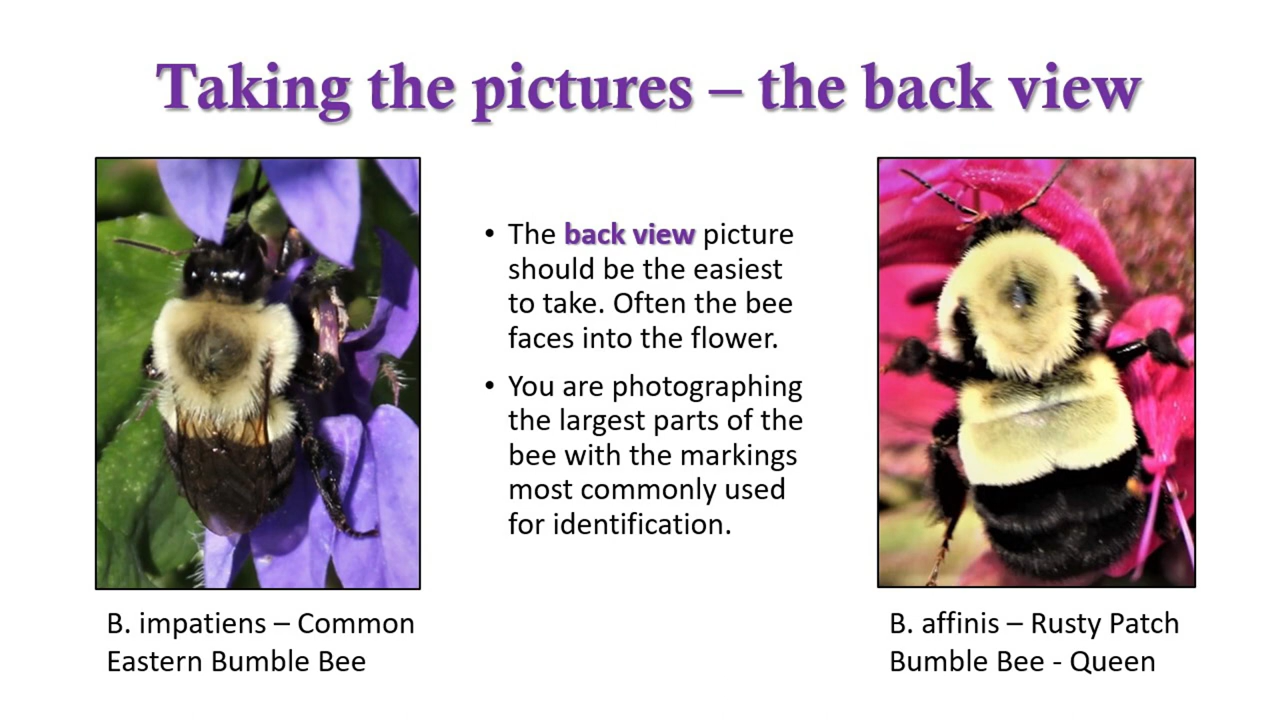 Taking the pictures – the back view
• The back view picture
should be the easiest
to take. Often the bee
faces into the flower.
• You are photographing
the largest parts of the
bee with the markings
most commonly used
for identification.
B. impatiens – Common
Eastern Bumble Bee
B. affinis – Rusty Patch
Bumble Bee - Queen